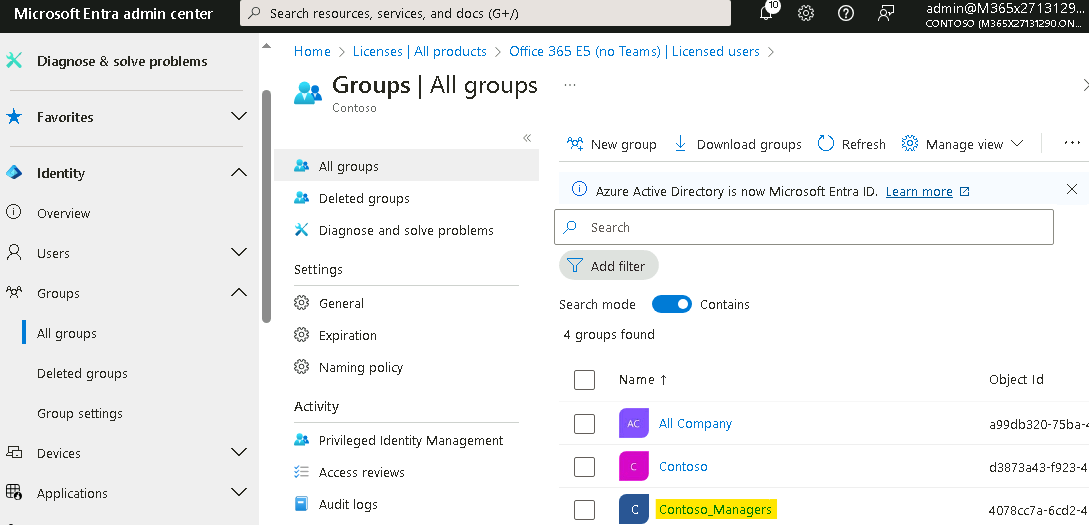 Microsoft Entra admin center
Search resources, services, and docs (G+/)
10
admin@M365x2713129...
CONTOSO (M365X27131290.ON...
Diagnose & solve problems
Favorites
Identity
Overview
Users
Groups
All groups
Deleted groups
Group settings
Devices
Applications
Home > Licenses | All products > Office 365 E5 (no Teams) | Licensed users >
Groups | All groups ...
Contoso
«
All groups
Deleted groups
Diagnose and solve problems
Settings
General
Expiration
Naming policy
Activity
Privileged Identity Management
Access reviews
Audit logs
New group Download groups Refresh Manage view ...
Azure Active Directory is now Microsoft Entra ID. Learn more
Search
Add filter
Search mode Contains
4 groups found
Name ↑ Object Id
AC All Company a99db320-75ba-4
C Contoso d3873a43-f923-4
C Contoso_Managers 4078cc7a-6cd2-4